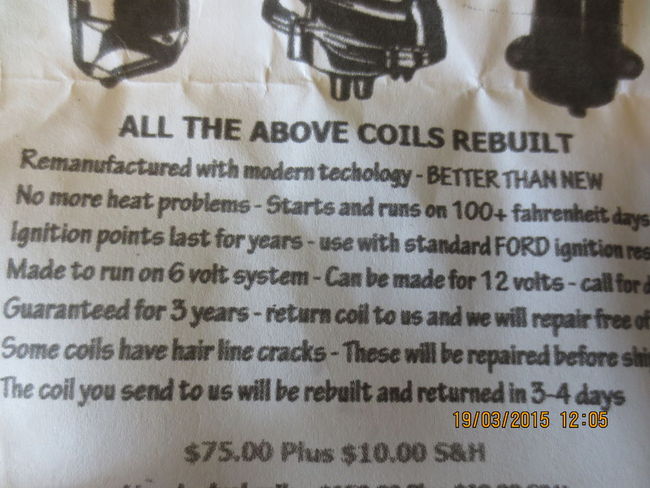 ALL THE ABOVE COILS REBUILT
Remanufactured with modern techology - BETTER THAN NEW
No more heat problems - Starts and runs on 100+ fahrenheit days
Ignition points last for years - use with standard FORD ignition res
Made to run on 6 volt system - Can be made for 12 volts - call for d
Guaranteed for 3 years - return coil to us and we will repair free of
Some coils have hair line cracks - These will be repaired before shi
The coil you send to us will be rebuilt and returned in 3-4 days
19/03/2015 12:05
$75.00 Plus $10.00 S&H